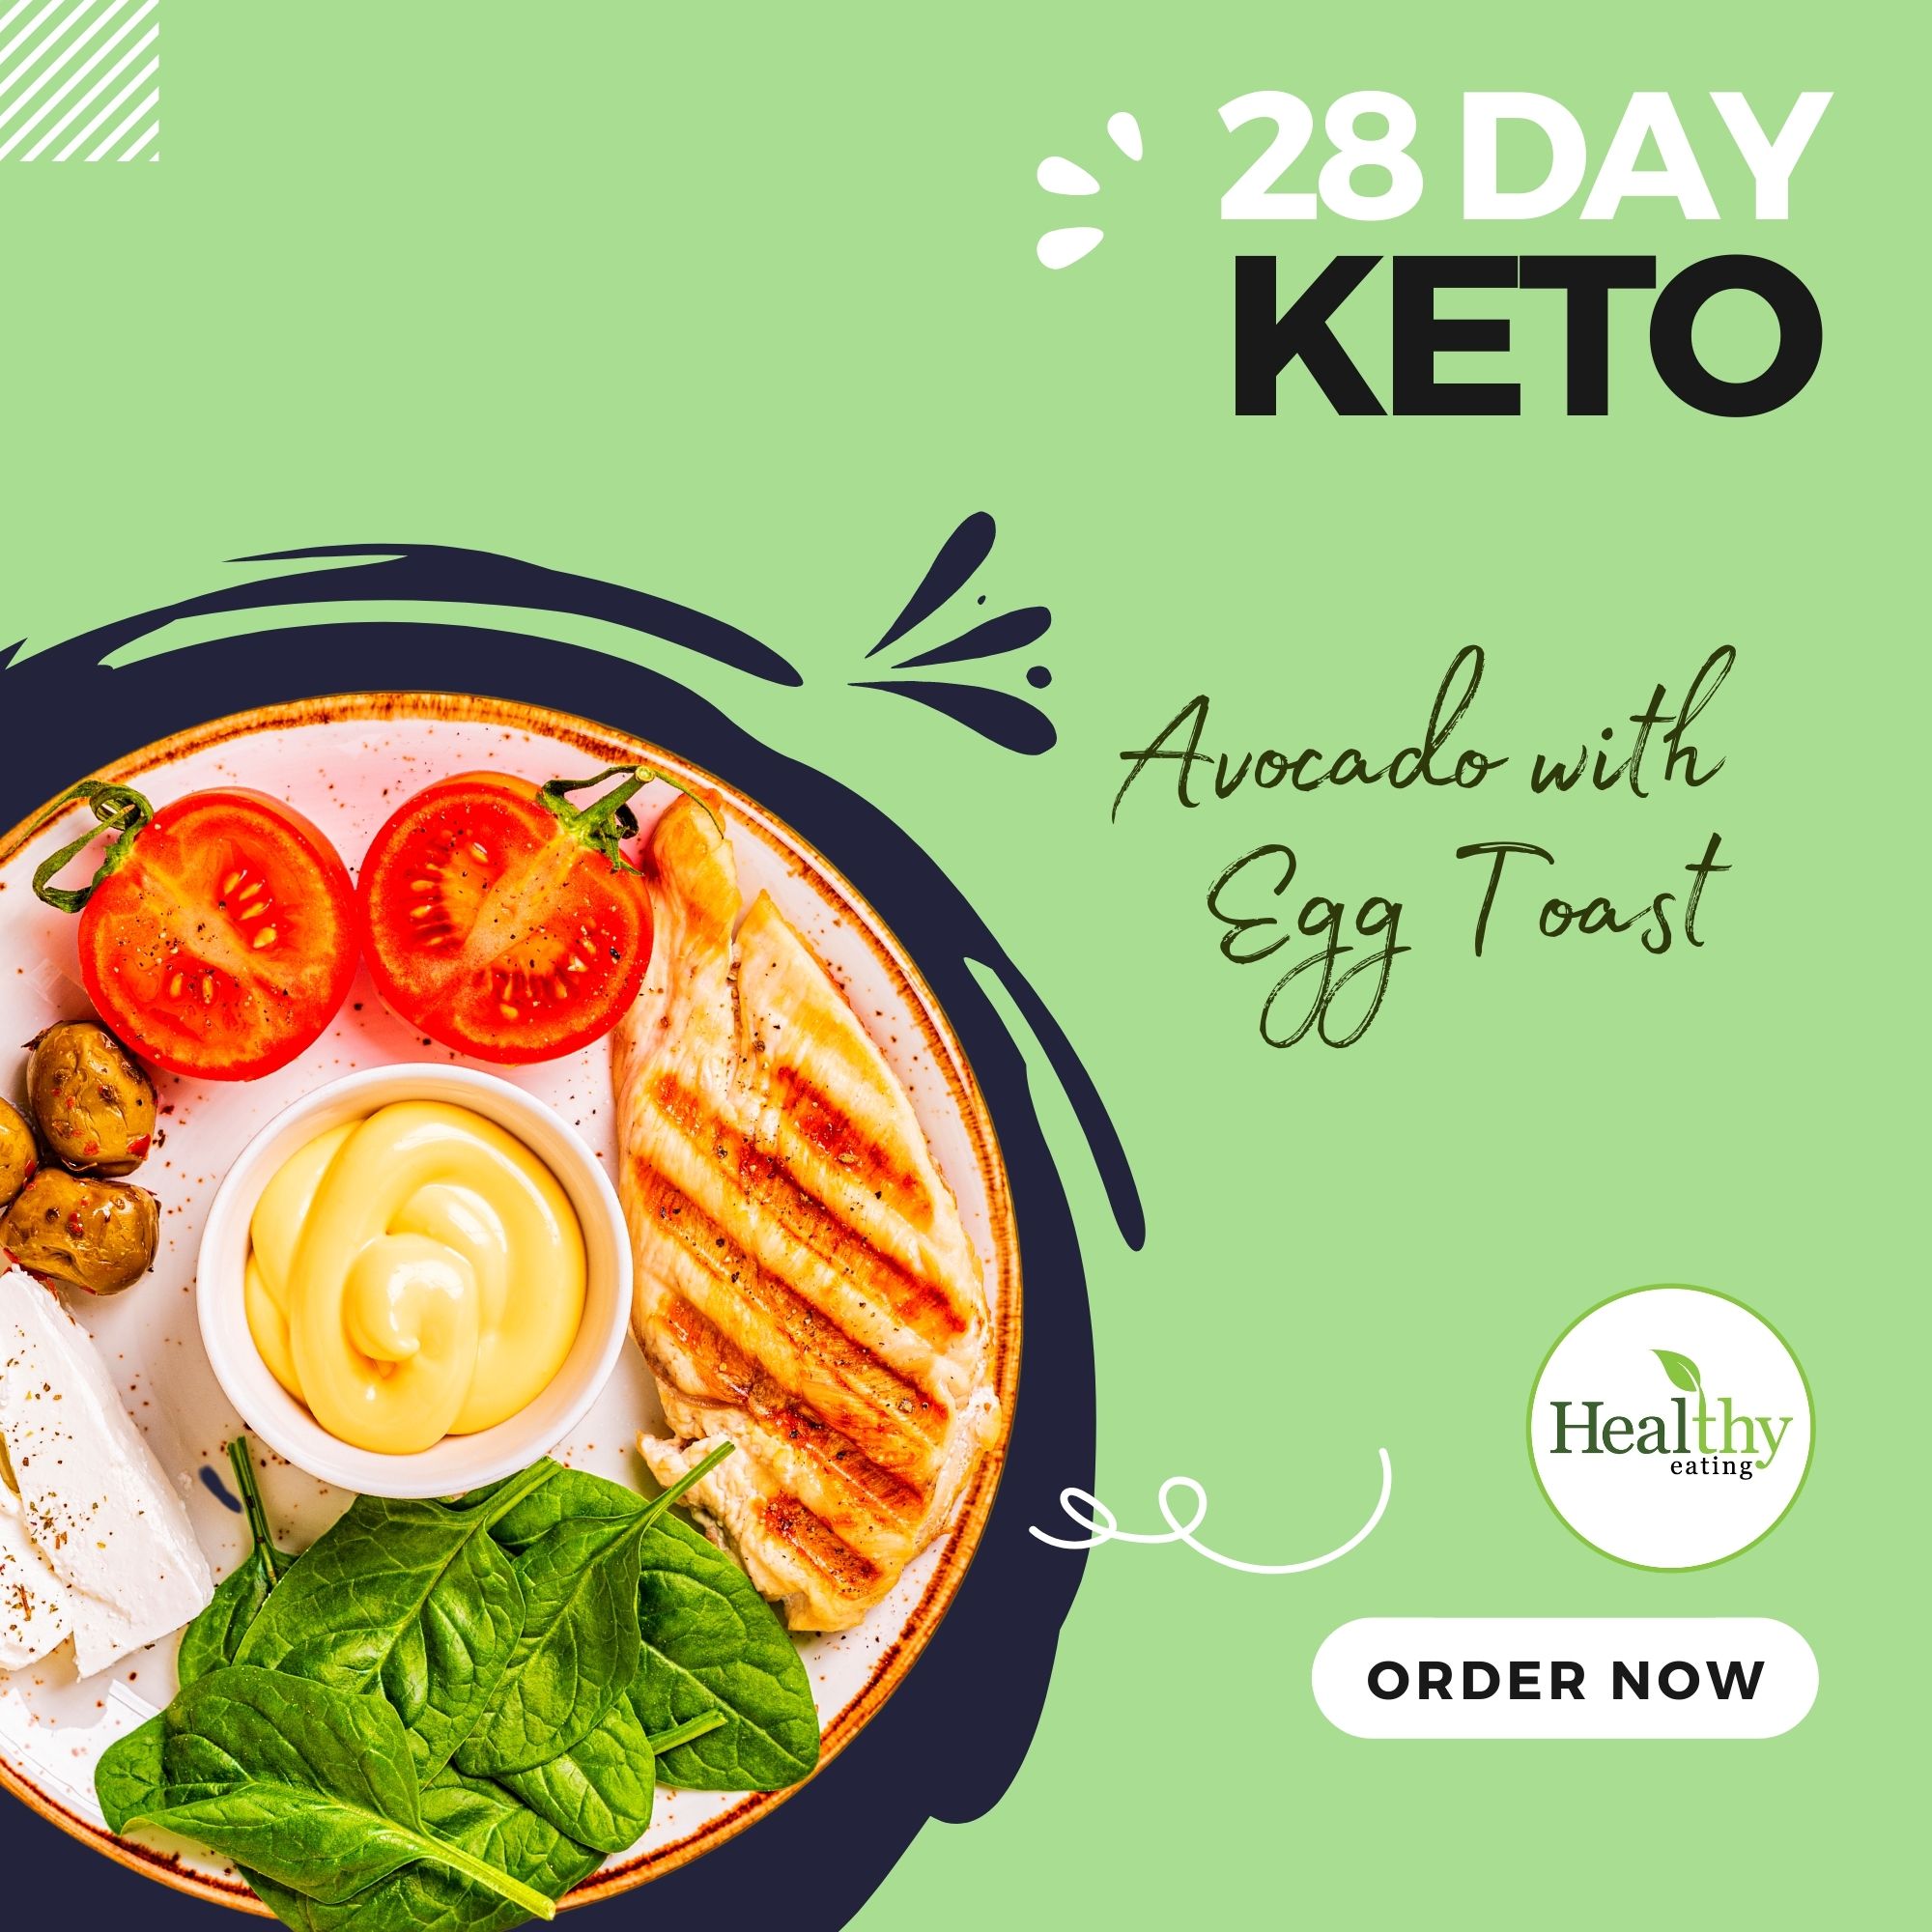 28 DAY
KETO
Avocado with
Egg Toast
Healthy
eating
ORDER NOW